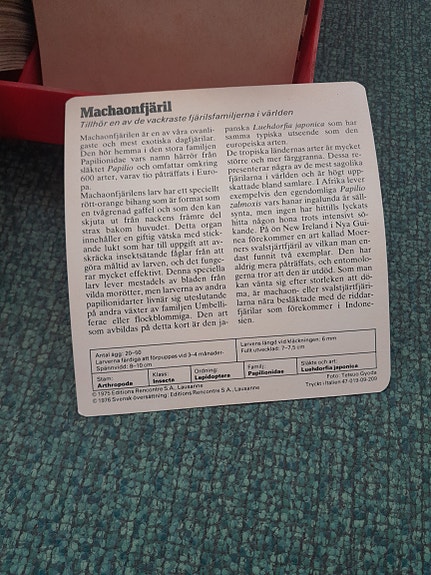 Machaonfjäril
Tillhör en av de vackraste fjärilsfamiljerna i världen
Machaonfjärilen är en av våra ovanli-
gaste och mest exotiska dagfjärilar.
Den hör hemma i den stora familjen
Papilionidae vars namn härrör från
släktet Papilio och omfattar omkring
600 arter, varav tio påträffats i Euro-
pa.
Machaonfjärilens larv har ett speciellt
rött-orange bihang som är format som
en tvågrenad gaffel och som den kan
skjuta ut från nackens främre del
strax bakom huvudet. Detta organ
innehåller en giftig vätska med stick-
ande lukt som har till uppgift att av-
skräcka insektsätande fåglar från att
göra måltid av larven, och det funge-
rar mycket effektivt. Denna speciella
larv lever mestadels av bladen från
vilda morötter, men larverna av andra
papilionidarter livnär sig uteslutande
på andra växter av familjen Umbelli-
ferae eller flockblommiga. Den art
som avbildas på detta kort är den ja-
panska Luehdorfia japonica som har
samma typiska utseende som den
europeiska arten.
De tropiska ländernas arter är mycket
större och mer färggranna. Dessa re-
presenterar några av de mest sagolika
fjärilarna i världen och är högt upp-
skattade bland samlare. I Afrika lever
exempelvis den egendomliga Papilio
zalmoxis vars hanar ingalunda är säll-
synta, men ingen har hittills lyckats
hitta någon hona trots intensivt sö-
kande. På ön New Ireland i Nya Gui-
nea förekommer en art kallad Moer-
ners svalstjärtfjäril av vilken man en-
dast funnit två exemplar. Den har
aldrig mera påträffats, och entomolo-
gerna tror att den är utdöd. Som man
kan vänta sig efter storleken att dö-
ma, är machaon- eller svalstjärtfjäri-
larna nära besläktade med de riddar-
fjärilar som förekommer i Indone-
sien.
Antal ägg: 20–50
Larverna färdiga att förpuppas vid 3–4 månader
Spännvidd: 8–10 cm
Larvens längd vid kläckningen: 6 mm
Fullt utvecklad: 7–7,5 cm
Stam:
Arthropoda
Klass:
Insecta
Ordning:
Lepidoptera
Familj:
Papilionidae
Släkte och art:
Luehdorfia japonica
© 1975 Editions Rencontre S.A., Lausanne
© 1976 Svensk översättning: Editions Rencontre S.A., Lausanne
Foto: Tetsuo Gyoda
Tryckt i Italien 47-019-09-200